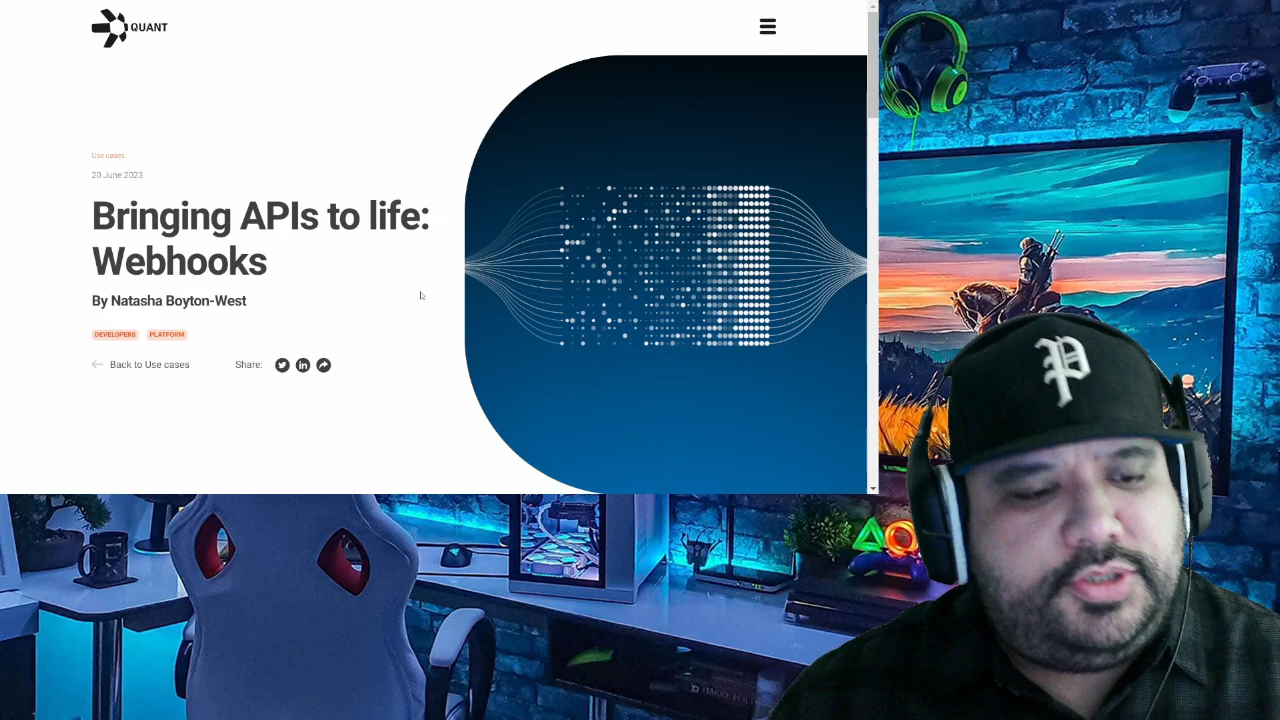 QUANT
Use cases
20 June 2023
Bringing APIs to life:
Webhooks
By Natasha Boyton-West
DEVELOPERS PLATFORM
Back to Use cases Share:
P